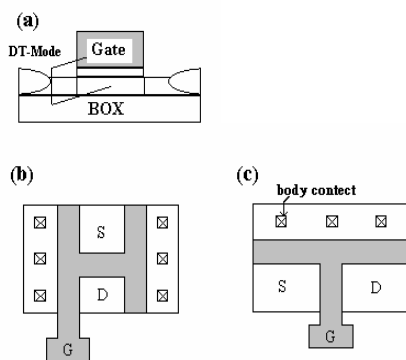 (a)
DT-Mode
Gate
BOX
(b)
(c)
body contect
S
D
G
S
D
G